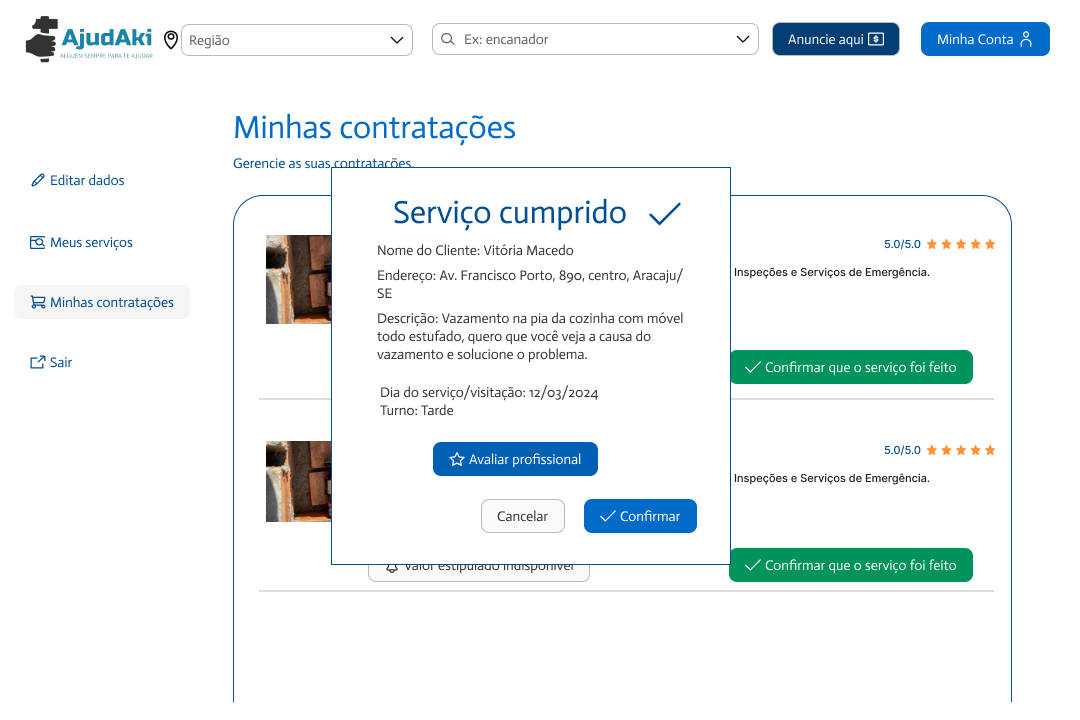 AjudAki
ALGUÉM SEMPRE PARA TE AJUDAR
Região
Ex: encanador
Anuncie aqui
Minha Conta
Minhas contratações
Gerencie as suas contratações.
Editar dados
Meus serviços
Minhas contratações
Sair
Serviço cumprido
Nome do Cliente: Vitória Macedo
Endereço: Av. Francisco Porto, 890, centro, Aracaju/
SE
Descrição: Vazamento na pia da cozinha com móvel
todo estufado, quero que você veja a causa do
vazamento e solucione o problema.
Dia do serviço/visitação: 12/03/2024
Turno: Tarde
Avaliar profissional
Cancelar
Confirmar
5.0/5.0
Inspeções e Serviços de Emergência.
Confirmar que o serviço foi feito
5.0/5.0
Inspeções e Serviços de Emergência.
Valor estipulado indisponível
Confirmar que o serviço foi feito